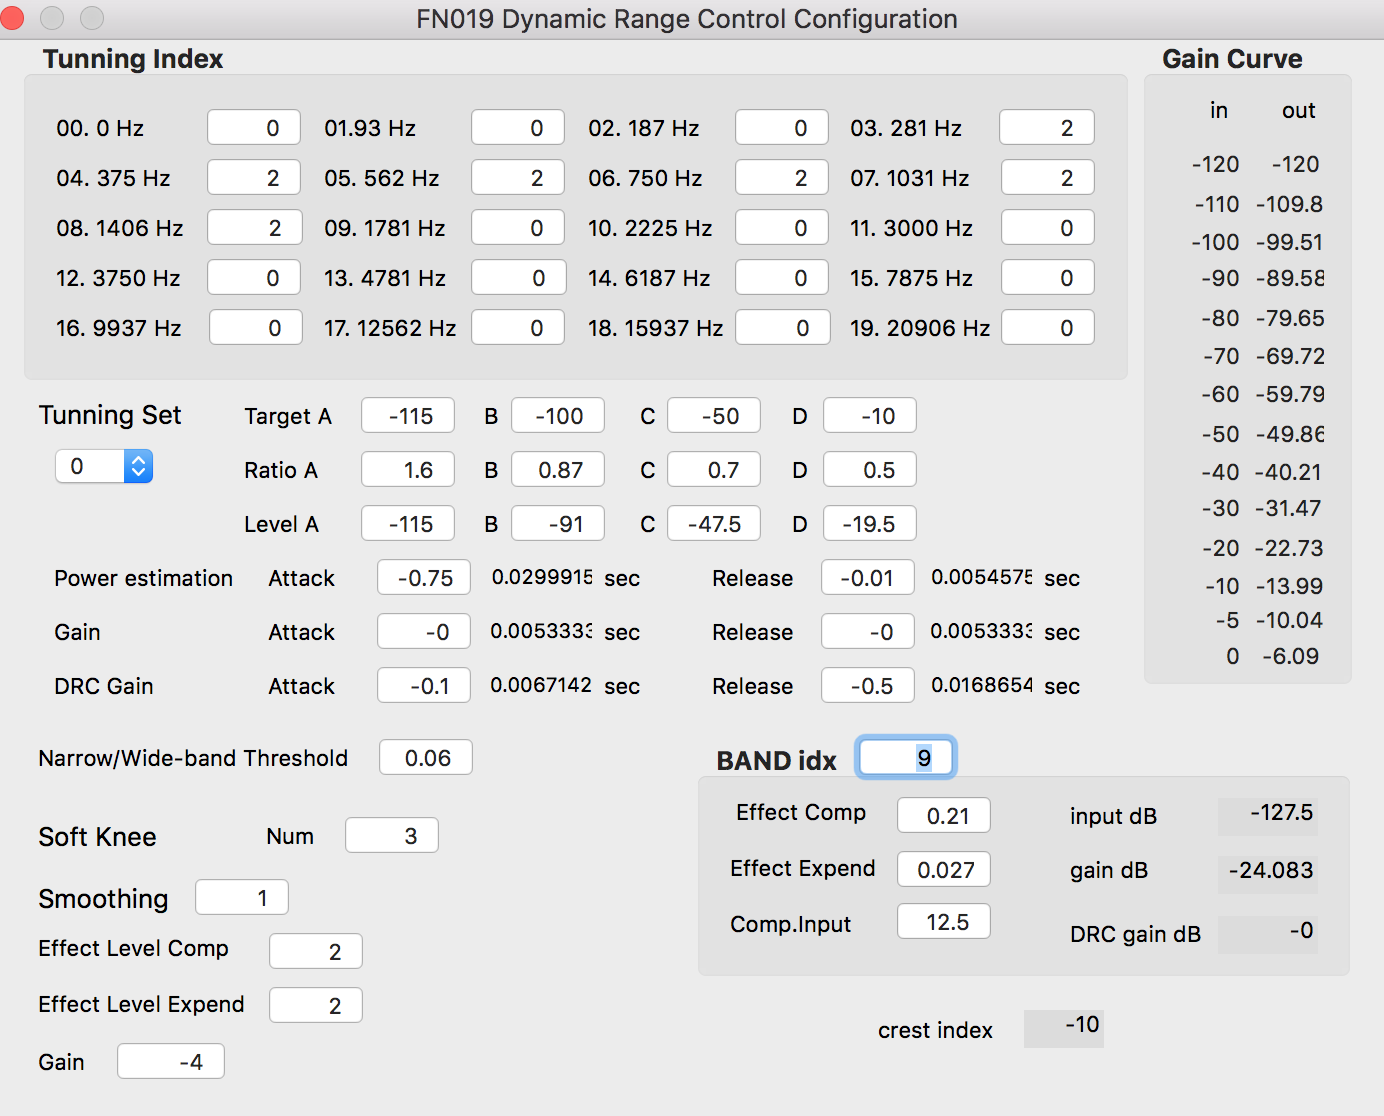 FN019 Dynamic Range Control Configuration
Tunning Index
00. 0 Hz 0 01.93 Hz 0 02. 187 Hz 0 03. 281 Hz 2
04. 375 Hz 2 05. 562 Hz 2 06. 750 Hz 2 07. 1031 Hz 2
08. 1406 Hz 2 09. 1781 Hz 0 10. 2225 Hz 0 11. 3000 Hz 0
12. 3750 Hz 0 13. 4781 Hz 0 14. 6187 Hz 0 15. 7875 Hz 0
16. 9937 Hz 0 17. 12562 Hz 0 18. 15937 Hz 0 19. 20906 Hz 0
Gain Curve
in out
-120 -120
-110 -109.8
-100 -99.51
-90 -89.58
-80 -79.65
-70 -69.72
-60 -59.79
-50 -49.86
-40 -40.21
-30 -31.47
-20 -22.73
-10 -13.99
-5 -10.04
0 -6.09
Tunning Set
0
Target A -115 B -100 C -50 D -10
Ratio A 1.6 B 0.87 C 0.7 D 0.5
Level A -115 B -91 C -47.5 D -19.5
Power estimation Attack -0.75 0.0299915 sec Release -0.01 0.0054575 sec
Gain Attack -0 0.0053333 sec Release -0 0.0053333 sec
DRC Gain Attack -0.1 0.0067142 sec Release -0.5 0.0168654 sec
Narrow/Wide-band Threshold 0.06
Soft Knee Num 3
Smoothing 1
Effect Level Comp 2
Effect Level Expend 2
Gain -4
BAND idx 9
Effect Comp 0.21 input dB -127.5
Effect Expend 0.027 gain dB -24.083
Comp.Input 12.5 DRC gain dB -0
crest index -10